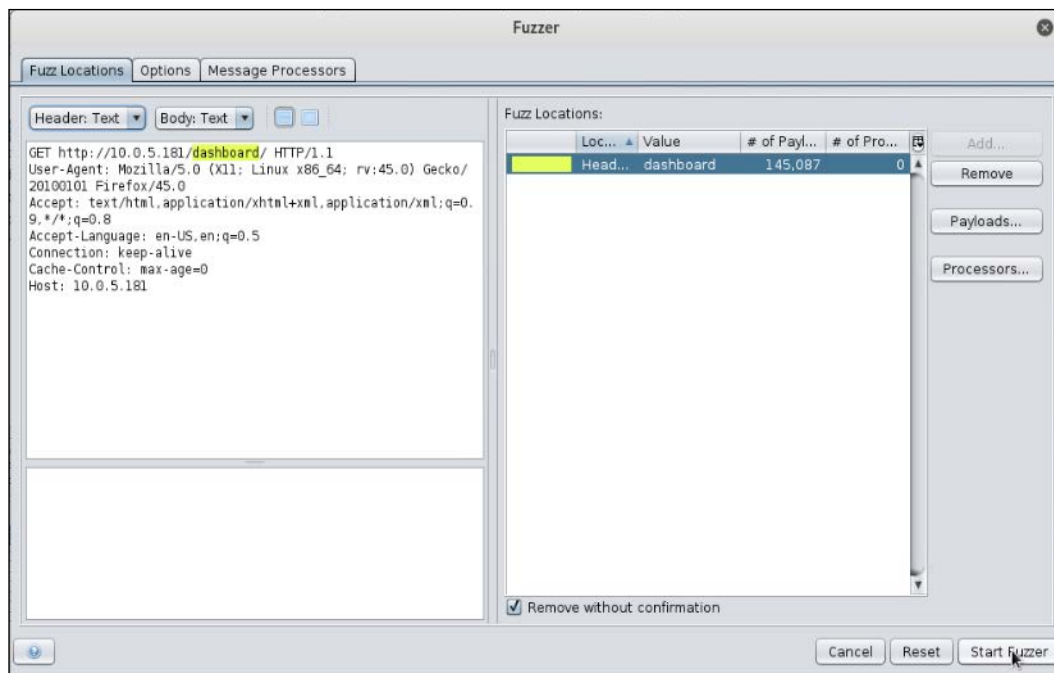 Fuzzer
Fuzz Locations Options Message Processors
Header: Text Body: Text
GET http://10.0.5.181/dashboard/ HTTP/1.1
User-Agent: Mozilla/5.0 (X11; Linux x86_64; rv:45.0) Gecko/
20100101 Firefox/45.0
Accept: text/html,application/xhtml+xml,application/xml;q=0.
9,*/*;q=0.8
Accept-Language: en-US,en;q=0.5
Connection: keep-alive
Cache-Control: max-age=0
Host: 10.0.5.181
Fuzz Locations:
Loc... Value # of Payl... # of Pro...
Head... dashboard 145,087 0
Add...
Remove
Payloads...
Processors...
Remove without confirmation
Cancel Reset Start Fuzzer